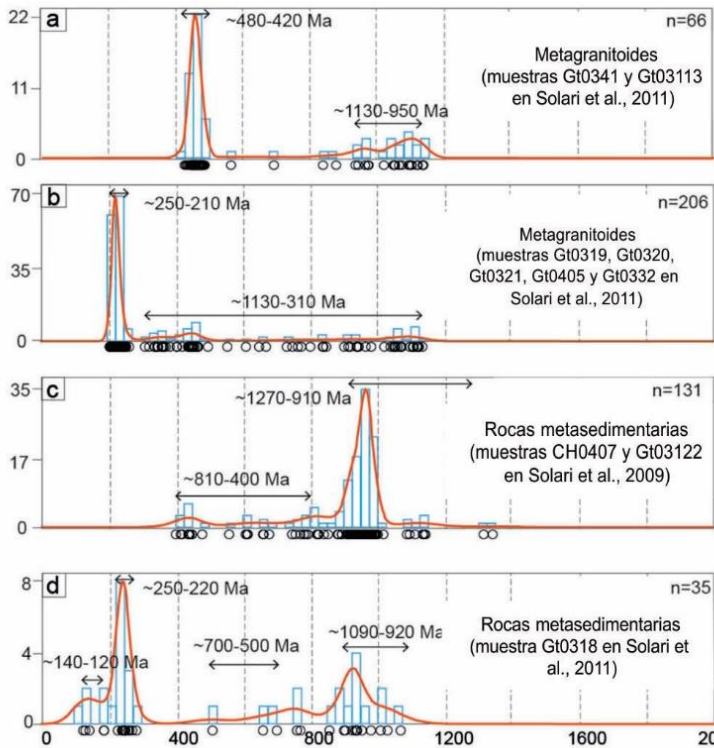 a
22
11
0
~480-420 Ma
n=66
Metagranitoides
(muestras Gt0341 y Gt03113
en Solari et al., 2011)
~1130-950 Ma
b
70
35
0
~250-210 Ma
n=206
Metagranitoides
(muestras Gt0319, Gt0320,
Gt0321, Gt0405 y Gt0332 en
Solari et al., 2011)
~1130-310 Ma
c
35
17
0
~1270-910 Ma
n=131
Rocas metasedimentarias
(muestras CH0407 y Gt03122
en Solari et al., 2009)
~810-400 Ma
d
8
4
0
~250-220 Ma
n=35
Rocas metasedimentarias
(muestra Gt0318 en Solari et
al., 2011)
~140-120 Ma
~700-500 Ma
~1090-920 Ma
0 400 800 1200 1600 20